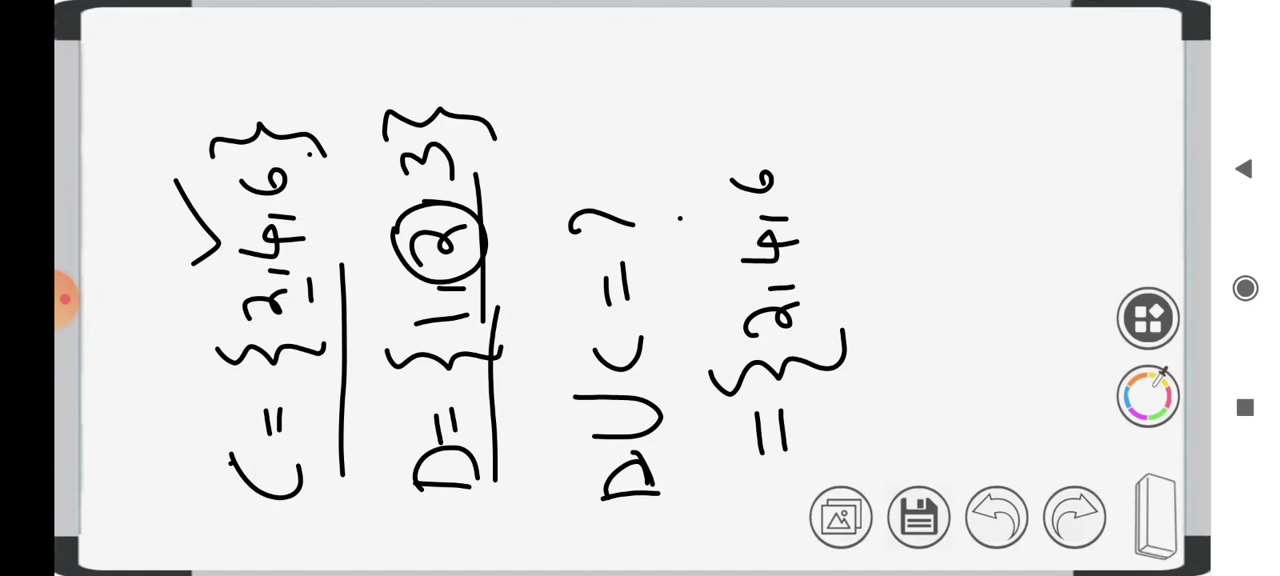 C = {2,4,6}
D = {1,2,3}
D U C = ?
= {2,4,6